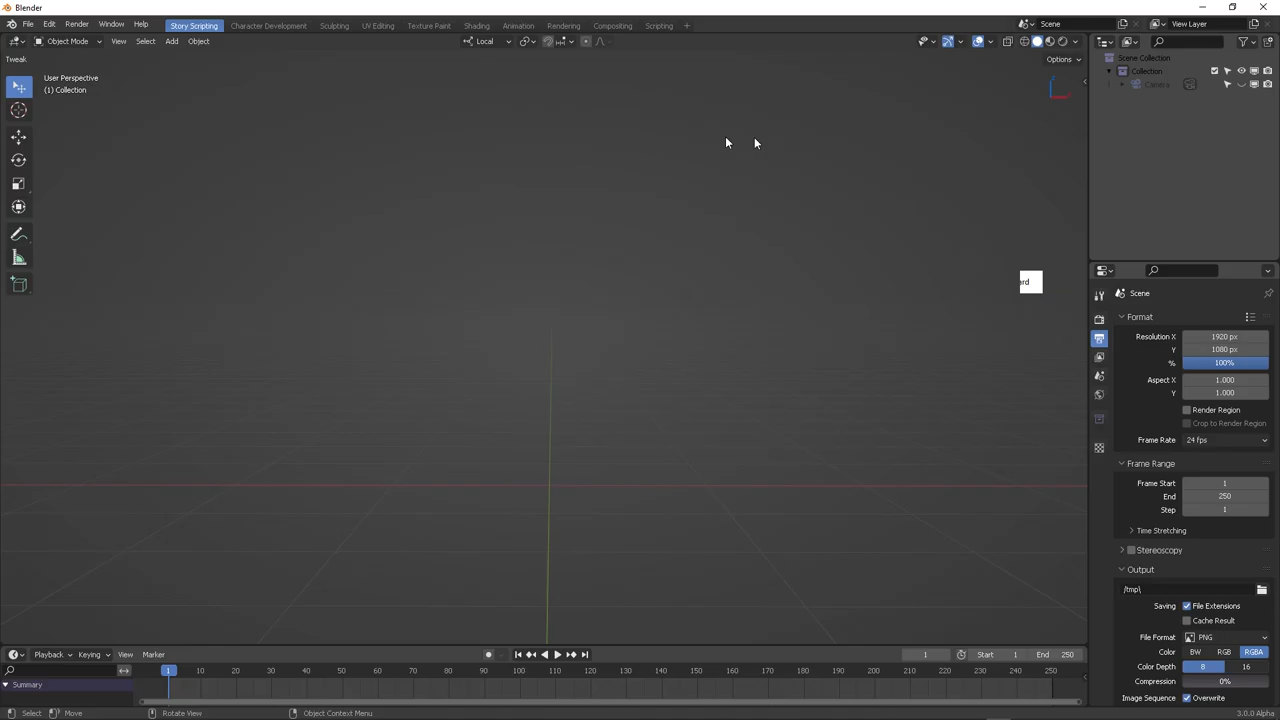 Blender
File Edit Render Window Help Story Scripting Character Development Sculpting UV Editing Texture Paint Shading Animation Rendering Compositing Scripting + Scene View Layer
Object Mode View Select Add Object Local
Tweak Options
User Perspective
(1) Collection
Scene Collection
Collection
Camera
Scene
Format
Resolution X 1920 px
Y 1080 px
% 100%
Aspect X 1.000
Y 1.000
Render Region
Crop to Render Region
Frame Rate 24 fps
Frame Range
Frame Start 1
End 250
Step 1
Time Stretching
Stereoscopy
Output
/tmp\
Saving File Extensions
Cache Result
File Format PNG
Color BW RGB RGBA
Color Depth 8 16
Compression 0%
Image Sequence Overwrite
Playback Keying View Marker 1 Start 1 End 250
1 10 20 30 40 50 60 70 80 90 100 110 120 130 140 150 160 170 180 190 200 210 220 230 240 250
Summary
Select Move Rotate View Object Context Menu 3.0.0 Alpha